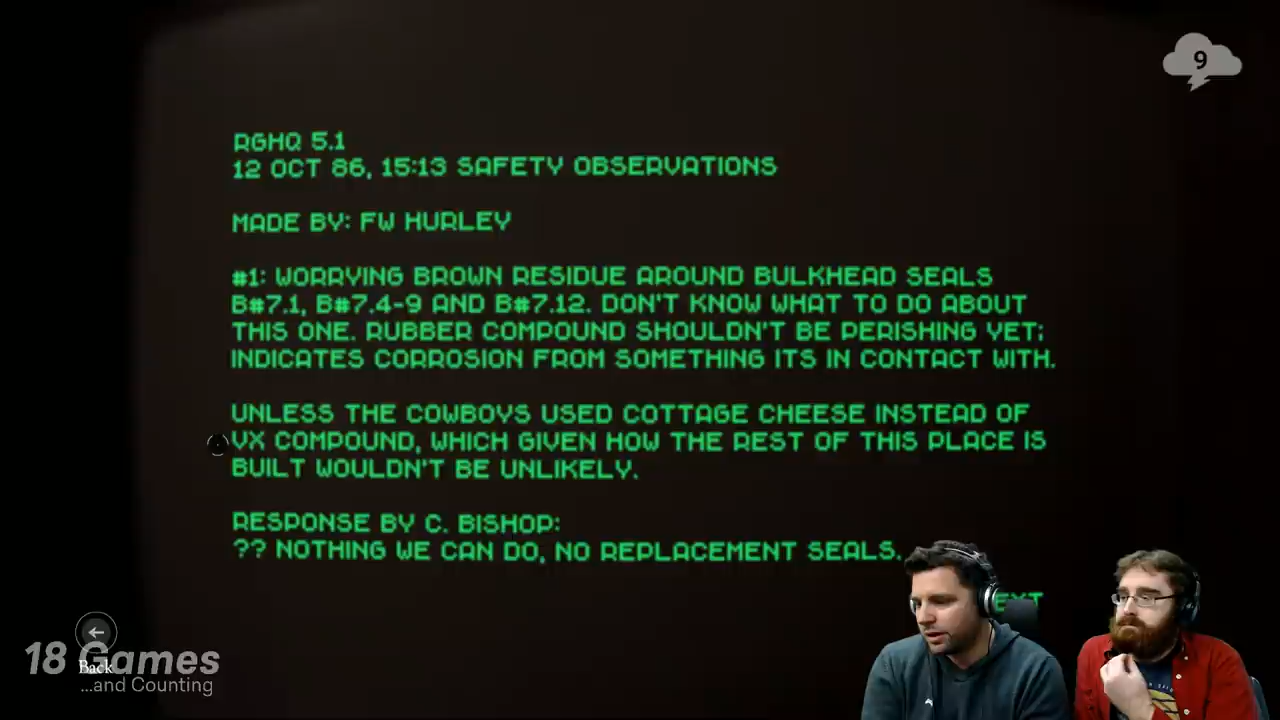 9
RGHQ 5.1
12 OCT 86, 15:13 SAFETY OBSERVATIONS
MADE BY: FW HURLEY
#1: WORRYING BROWN RESIDUE AROUND BULKHEAD SEALS
B#7.1, B#7.4-9 AND B#7.12. DON'T KNOW WHAT TO DO ABOUT
THIS ONE. RUBBER COMPOUND SHOULDN'T BE PERISHING YET;
INDICATES CORROSION FROM SOMETHING ITS IN CONTACT WITH.
UNLESS THE COWBOYS USED COTTAGE CHEESE INSTEAD OF
VX COMPOUND, WHICH GIVEN HOW THE REST OF THIS PLACE IS
BUILT WOULDN'T BE UNLIKELY.
RESPONSE BY C. BISHOP:
?? NOTHING WE CAN DO, NO REPLACEMENT SEALS.
18 Games
Back
...and Counting